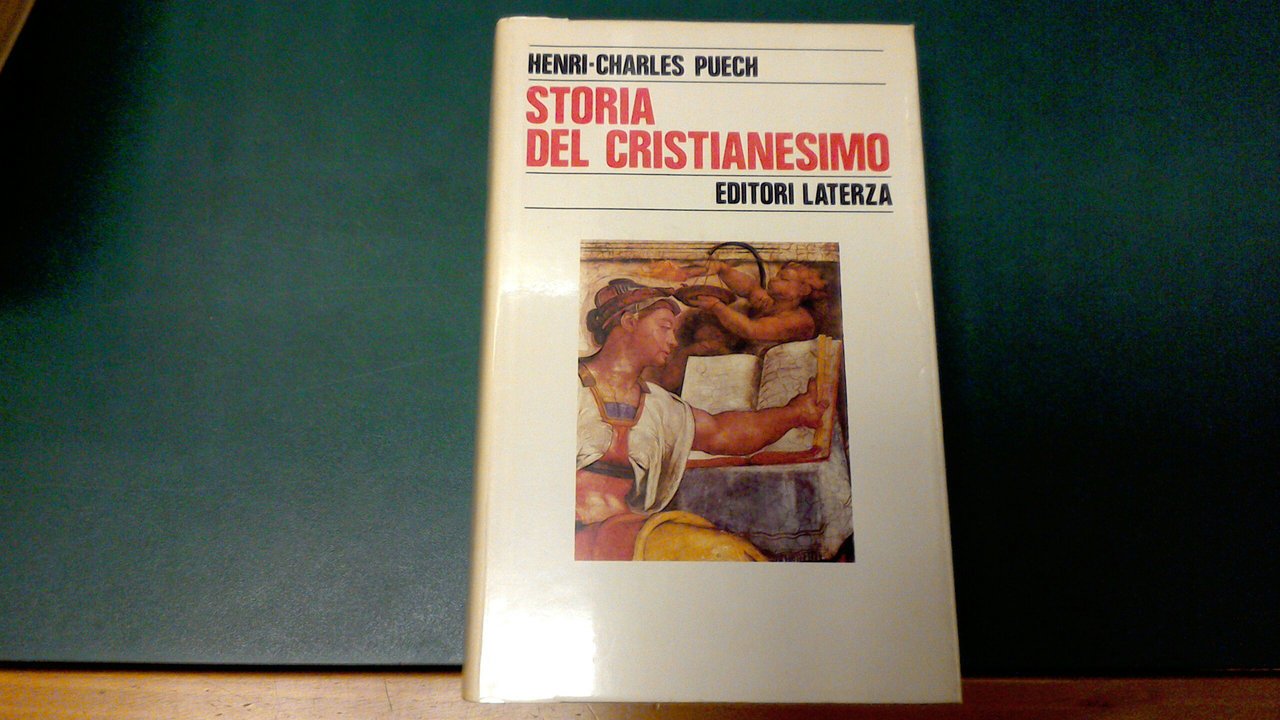 HENRI-CHARLES PUECH
STORIA
DEL CRISTIANESIMO
EDITORI LATERZA